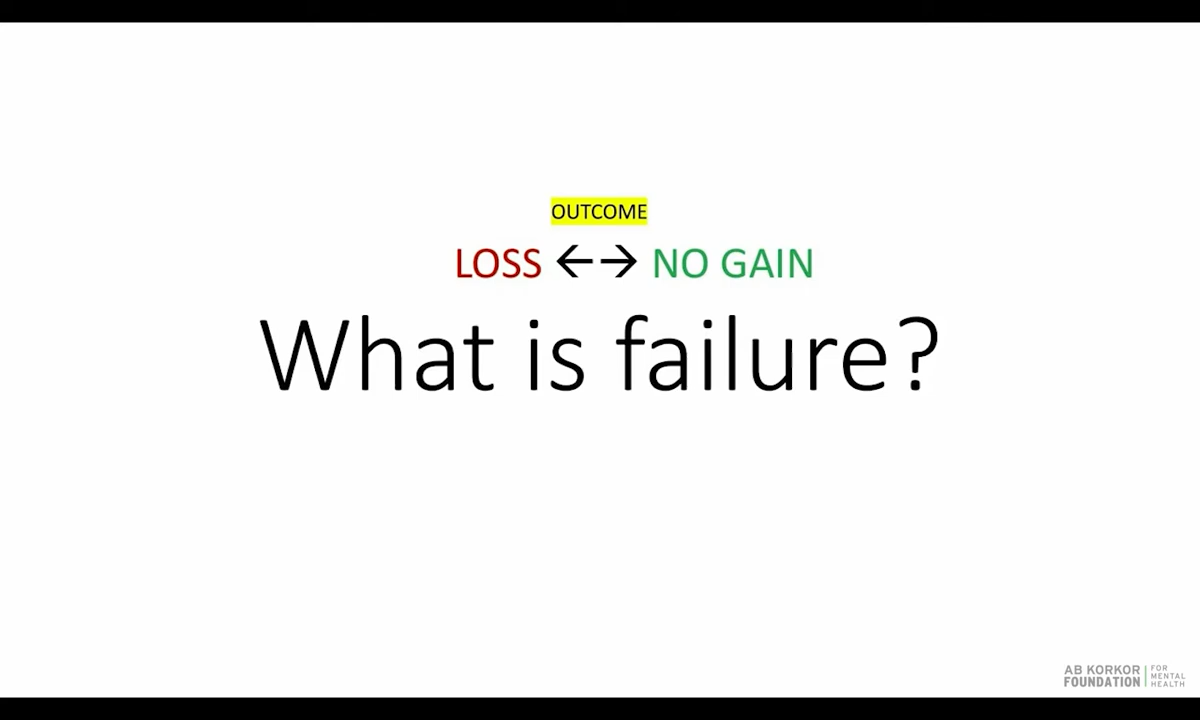 OUTCOME
LOSS ←→ NO GAIN
What is failure?
AB KORKOR
FOUNDATION
FOR
MENTAL
HEALTH